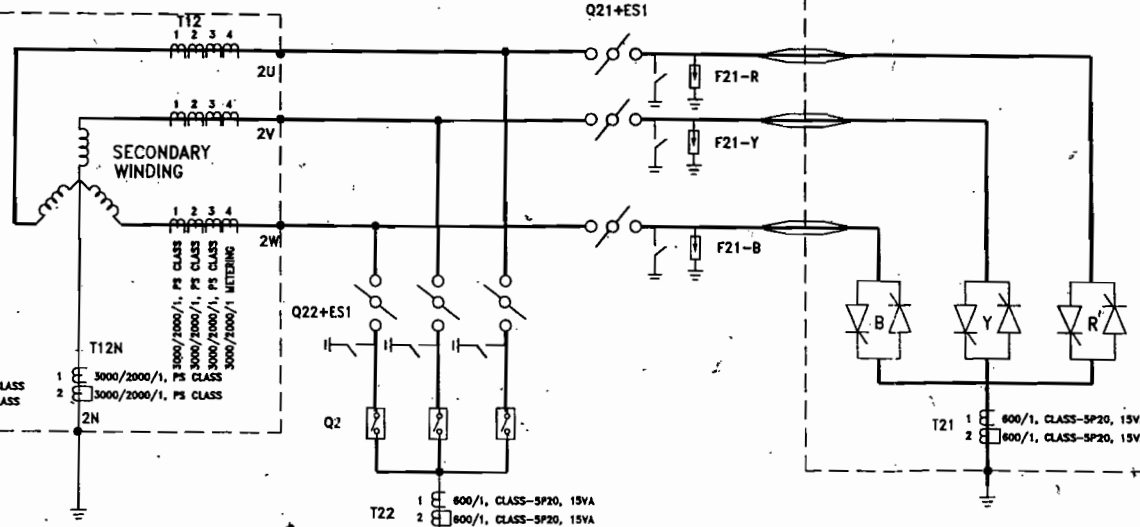 Q21+ES1
T12
1 2 3 4
2U
F21-R
1 2 3 4
2V
F21-Y
SECONDARY
WINDING
1 2 3 4
2W
F21-B
3000/2000/1, PS CLASS
3000/2000/1, PS CLASS
3000/2000/1, PS CLASS
3000/2000/1 METERING
Q22+ES1
B
Y
R
T12N
1 3000/2000/1, PS CLASS
2 3000/2000/1, PS CLASS
LASS
ASS
2N
Q2
T21
1 600/1, CLASS-5P20, 15V
2 600/1, CLASS-5P20, 15V
T22
1 600/1, CLASS-5P20, 15VA
2 600/1, CLASS-5P20, 15VA